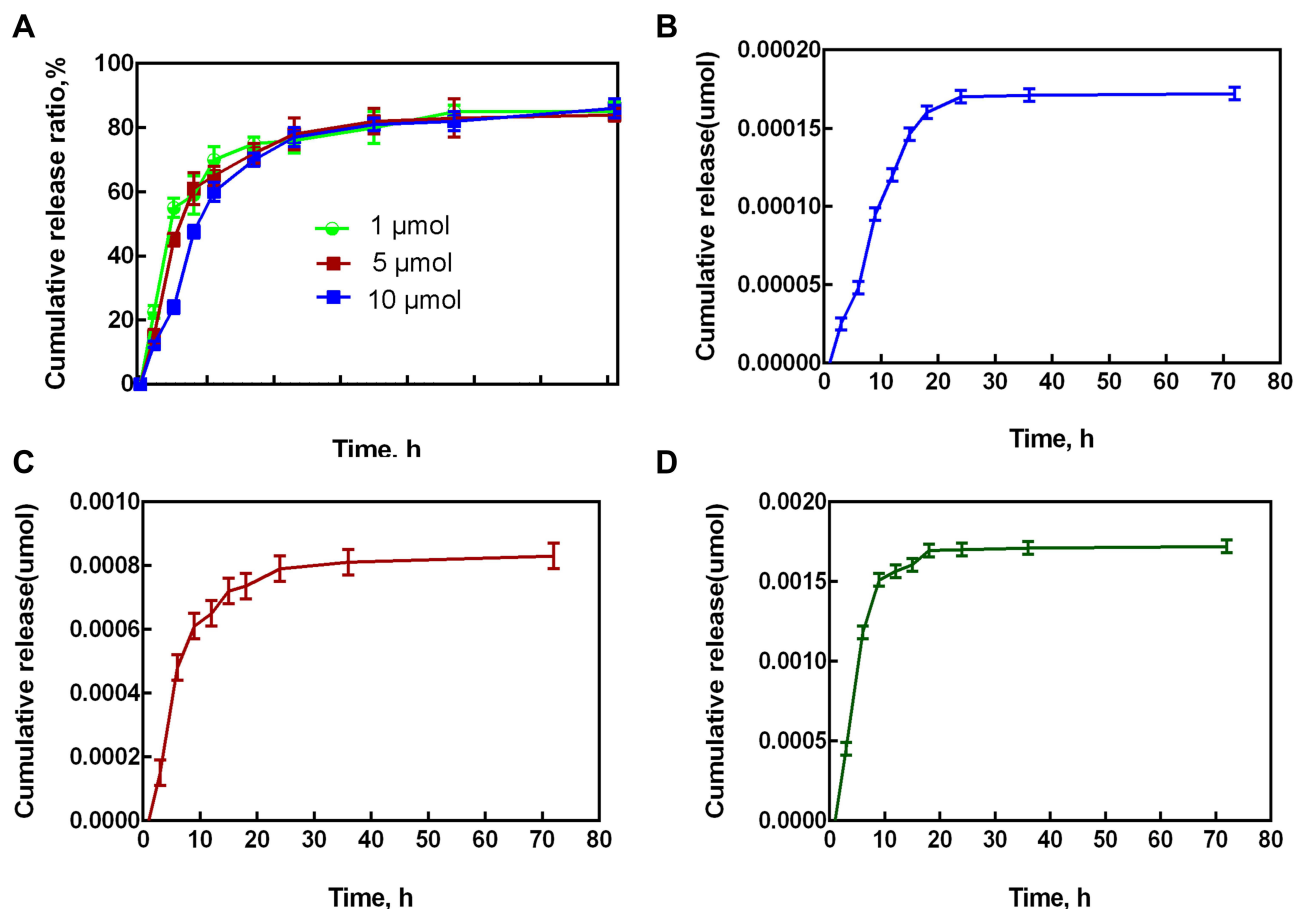 A
Cumulative release ratio,%
100
80
60
40
20
0
1 µmol
5 µmol
10 µmol
Time, h
B
Cumulative release(umol)
0.00020
0.00015
0.00010
0.00005
0.00000
0 10 20 30 40 50 60 70 80
Time, h
C
Cumulative release(umol)
0.0010
0.0008
0.0006
0.0004
0.0002
0.0000
0 10 20 30 40 50 60 70 80
Time, h
D
Cumulative release(umol)
0.0020
0.0015
0.0010
0.0005
0.0000
0 10 20 30 40 50 60 70 80
Time, h